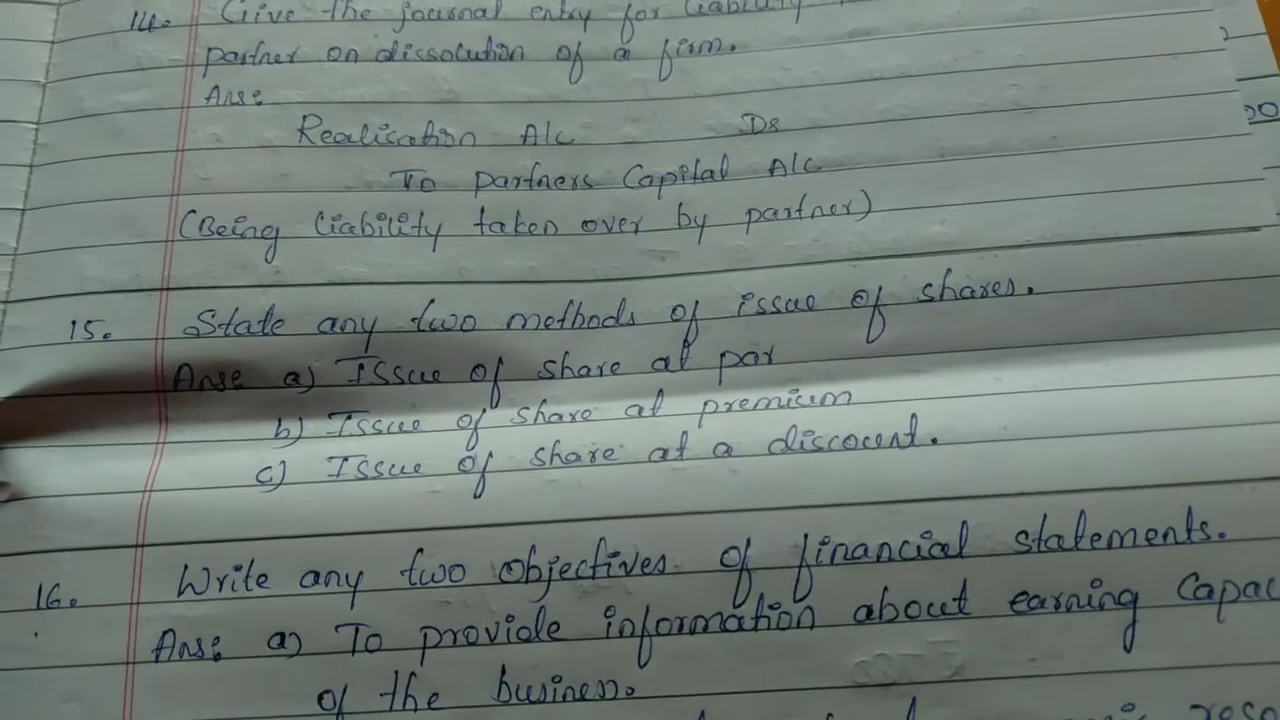 14. Give the journal entry for liability
partner on dissolution of a firm.
Ans:
Realisation A/c Dr
To Partners Capital A/c
(Being liability taken over by partner)
15. State any two methods of issue of shares.
Ans: a) Issue of share at par
b) Issue of share at premium
c) Issue of share at a discount.
16. Write any two objectives of financial statements.
Ans: a) To provide information about earning Capac
of the business.